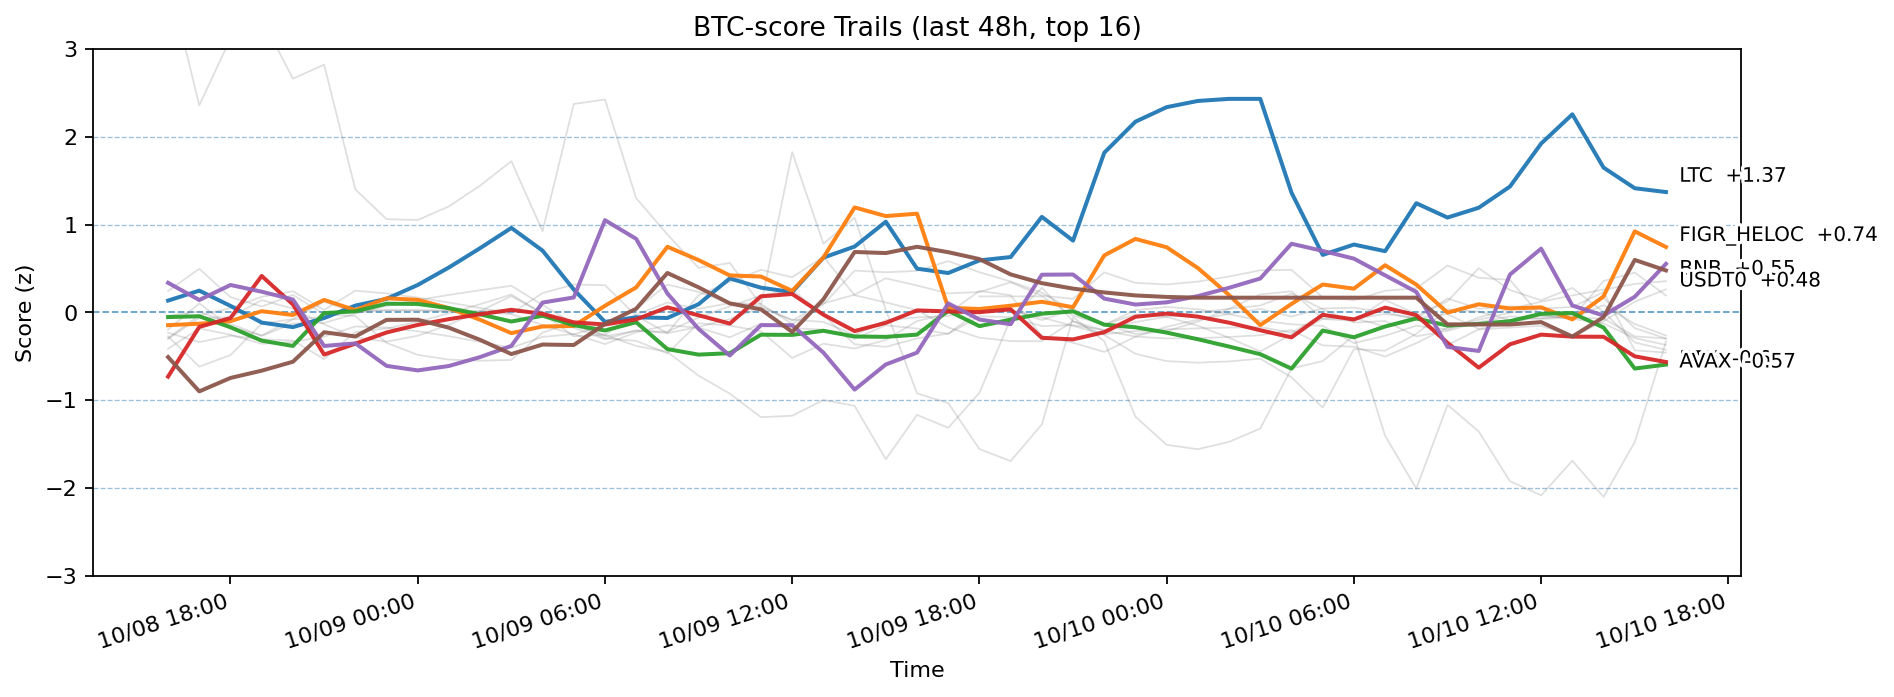 BTC-score Trails (last 48h, top 16)
Score (z)
3
2
1
0
−1
−2
−3
LTC +1.37
FIGR_HELOC +0.74
BNB +0.55
USDT0 +0.48
AVAX -0.57
10/08 18:00
10/09 00:00
10/09 06:00
10/09 12:00
10/09 18:00
10/10 00:00
10/10 06:00
10/10 12:00
10/10 18:00
Time